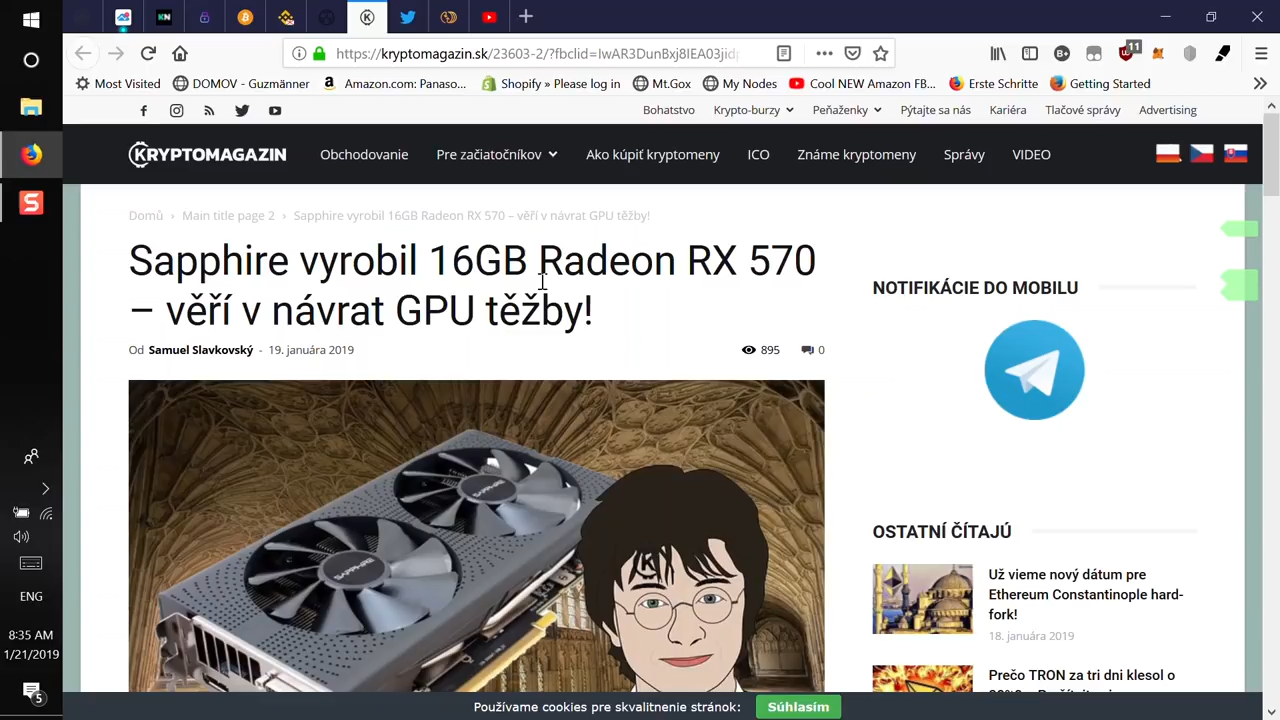 https://kryptomagazin.sk/23603-2/?fbclid=IwAR3DunBxj8IEA03jid
11
Most Visited DOMOV - Guzmänner Amazon.com: Panaso... Shopify » Please log in Mt.Gox My Nodes Cool NEW Amazon FB... Erste Schritte Getting Started
Bohatstvo Krypto-burzy Peňaženky Pýtajte sa nás Kariéra Tlačové správy Advertising
KRYPTOMAGAZIN Obchodovanie Pre začiatočníkov Ako kúpiť kryptomeny ICO Známe kryptomeny Správy VIDEO
Domů › Main title page 2 › Sapphire vyrobil 16GB Radeon RX 570 – věří v návrat GPU těžby!
Sapphire vyrobil 16GB Radeon RX 570
– věří v návrat GPU těžby!
Od Samuel Slavkovský - 19. januára 2019 895 0
SAPPHIRE
SAPPHIRE
NOTIFIKÁCIE DO MOBILU
OSTATNÍ ČÍTAJÚ
Už vieme nový dátum pre
Ethereum Constantinople hard-
fork!
18. januára 2019
Prečo TRON za tri dni klesol o
Používame cookies pre skvalitnenie stránok: Súhlasím
ENG
8:35 AM
1/21/2019
5